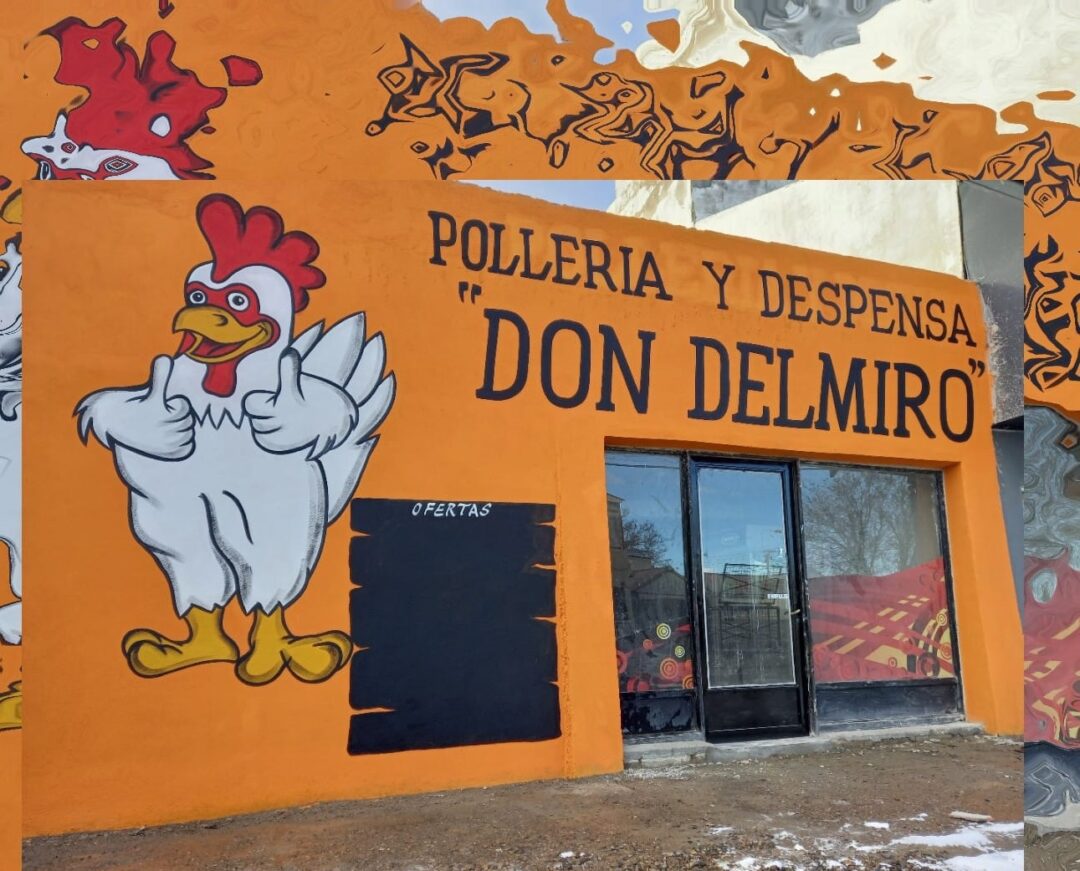 POLLERIA Y DESPENSA
"DON DELMIRO"
OFERTAS